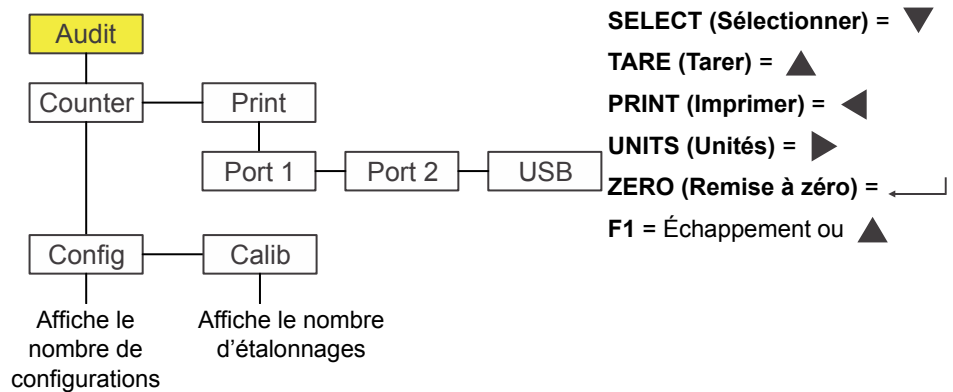 Audit
Counter
Print
Port 1
Port 2
USB
Config
Calib
Affiche le
nombre de
configurations
Affiche le nombre
d'étalonnages
SELECT (Sélectionner) = ▼
TARE (Tarer) = ▲
PRINT (Imprimer) = ◀
UNITS (Unités) = ▶
ZERO (Remise à zéro) = ↵
F1 = Échappement ou ▲